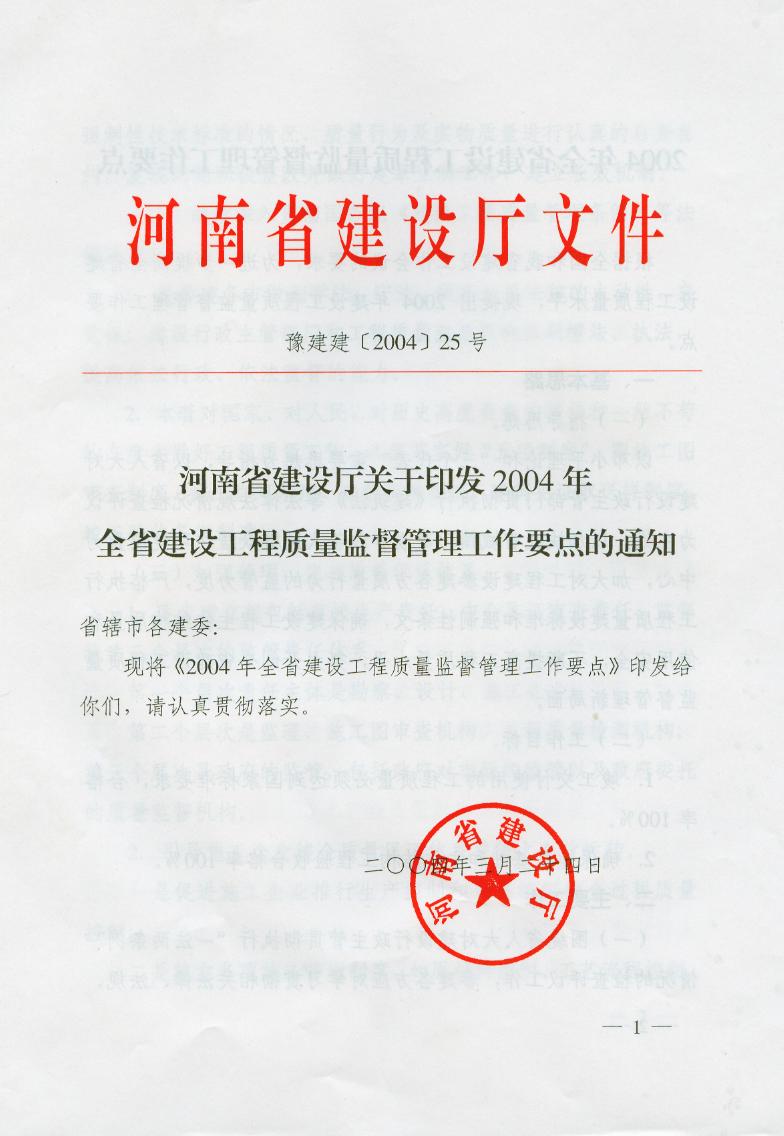 河南省建设厅文件
豫建建〔2004〕25号
河南省建设厅关于印发2004年
全省建设工程质量监督管理工作要点的通知
省辖市各建委:
现将《2004年全省建设工程质量监督管理工作要点》印发给
你们，请认真贯彻落实。
二〇〇四年三月二十四日
河南省建设厅
— 1 —